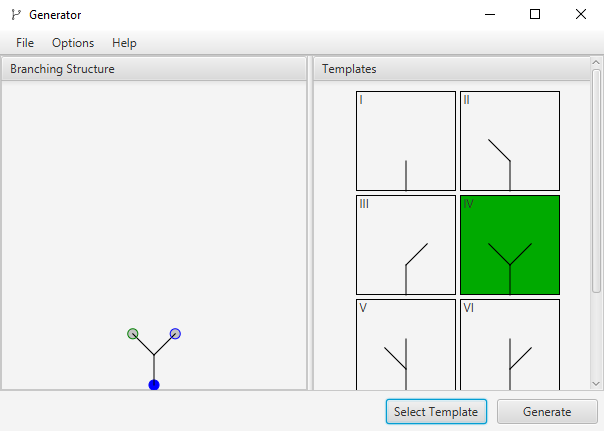 Generator
File Options Help
Branching Structure
Templates
I
II
III
IV
V
VI
Select Template
Generate